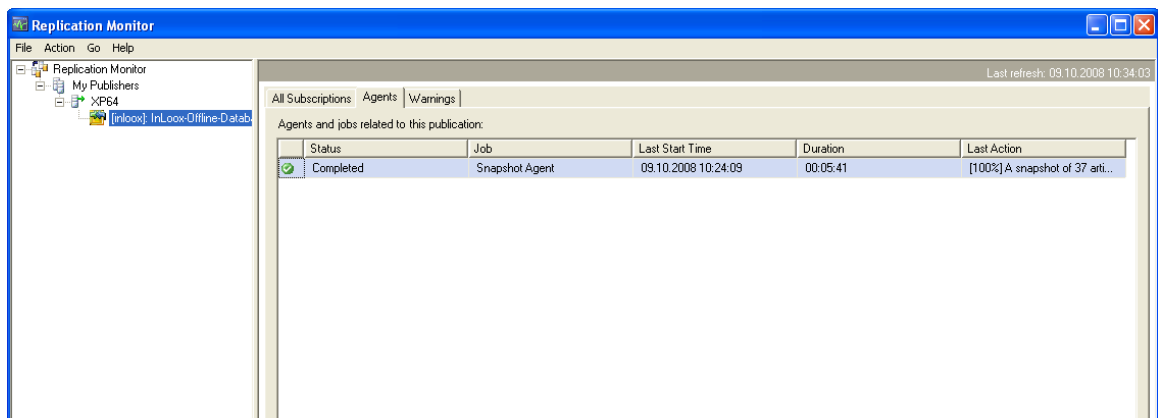 Replication Monitor
File Action Go Help
Replication Monitor
My Publishers
XP64
[inloox]: InLoox-Offline-Datab
Last refresh: 09.10.2008 10:34:03
All Subscriptions Agents Warnings
Agents and jobs related to this publication:
Status Job Last Start Time Duration Last Action
Completed Snapshot Agent 09.10.2008 10:24:09 00:05:41 [100%] A snapshot of 37 arti...